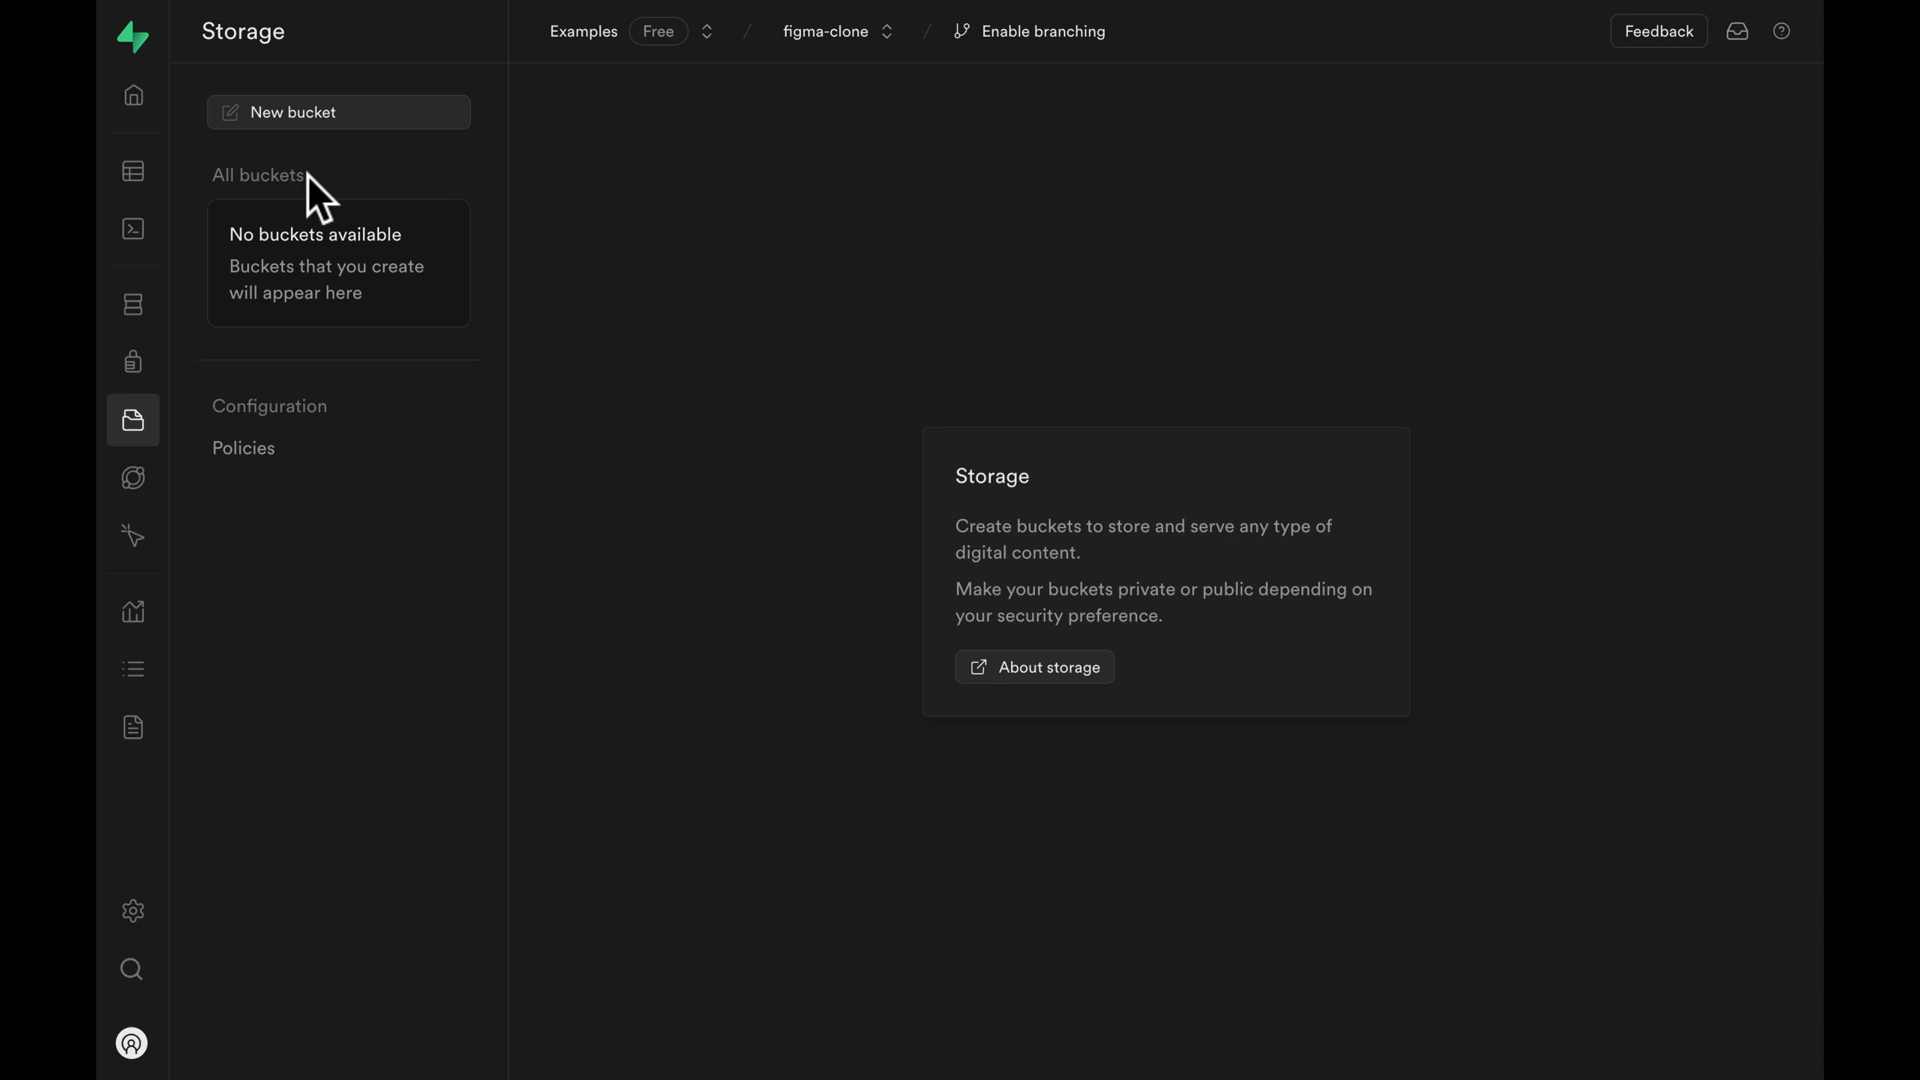 Storage
Examples Free / figma-clone / Enable branching
Feedback
New bucket
All buckets
No buckets available
Buckets that you create
will appear here
Configuration
Policies
Storage
Create buckets to store and serve any type of
digital content.
Make your buckets private or public depending on
your security preference.
About storage